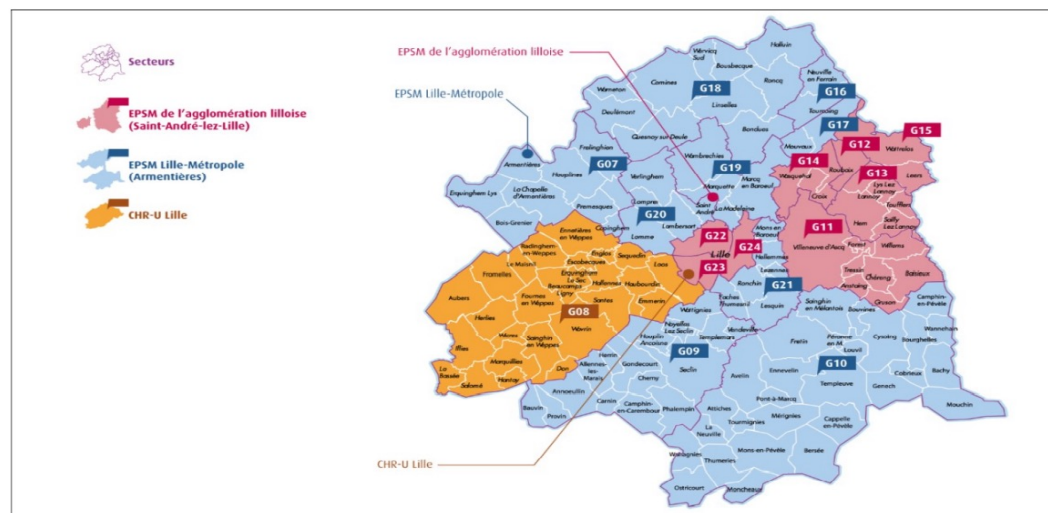 Secteurs
EPSM de l'agglomération lilloise
(Saint-André-lez-Lille)
EPSM Lille-Métropole
(Armentières)
CHR-U Lille
EPSM de l'agglomération lilloise
EPSM Lille-Métropole
CHR-U Lille
Halluin
Wervicq
Sud
Bousbecque
Roncq
Neuville
en Ferrain
Comines
G18
G16
Linselles
Tourcoing
Warneton
Deulémont
G17
G15
Quesnoy sur Deule
Bondues
Mouvaux
G12
Wattrelos
Frelinghien
Wambrechies
G14
Roubaix
G13
Armentières
G07
G19
Wasquehal
Leers
Houplines
Verlinghem
Marquette
Marcq
en Baroeul
Croix
Lys Lez
Lannoy
Lannoy
Erquinghem Lys
La Chapelle
d'Armentières
Saint
André
La Madeleine
Toufflers
Premesques
Lompret
G20
Hem
Sailly
Lez Lannoy
Bois-Grenier
Capinghem
Lambersart
G22
G24
Mons en
Baroeul
G11
Lomme
Lille
Villeneuve d'Ascq
Forest
Willems
Ennetières
en Wéppes
Hellemmes
Radinghem
en-Weppes
Englos
Sequedin
G23
Lezennes
Tressin
Chéreng
Baisieux
Le Maisnil
Escobecques
Loos
Anstaing
Fromelles
Erquinghem
Le Sec
Hallennes
Haubourdin
Ronchin
G21
Gruson
Beaucamps
Ligny
Emmerin
Faches
Thumesnil
Lesquin
Sainghin
en Mélantois
Camphin-
en-Pévèle
Aubers
Fournes
en Wéppes
Santes
Wattignies
Bouvines
Herlies
G08
Noyelles
Lez Seclin
Vendeville
Wannehain
Wavrin
Houplin
Ancoisne
Templemars
Péronne
en M.
Cysoing
Bourghelles
Illies
Wicres
Sainghin
en Wéppes
G09
Fretin
Louvil
Marquillies
Herrin
Gondecourt
Seclin
G10
Cobrieux
Bachy
La
Bassée
Don
Allennes-
les-Marais
Avelin
Ennevelin
Templeuve
Genech
Salomé
Hantay
Chemy
Annoeullin
Carnin
Camphin-
en-Carembault
Phalempin
Pont-à-Marcq
Mouchin
Bauvin
Provin
Attiches
Mérignies
Tourmignies
Cappelle
en-Pévèle
La
Neuville
Wahagnies
Mons-en-Pévèle
Bersée
Thumeries
Ostricourt
Moncheaux